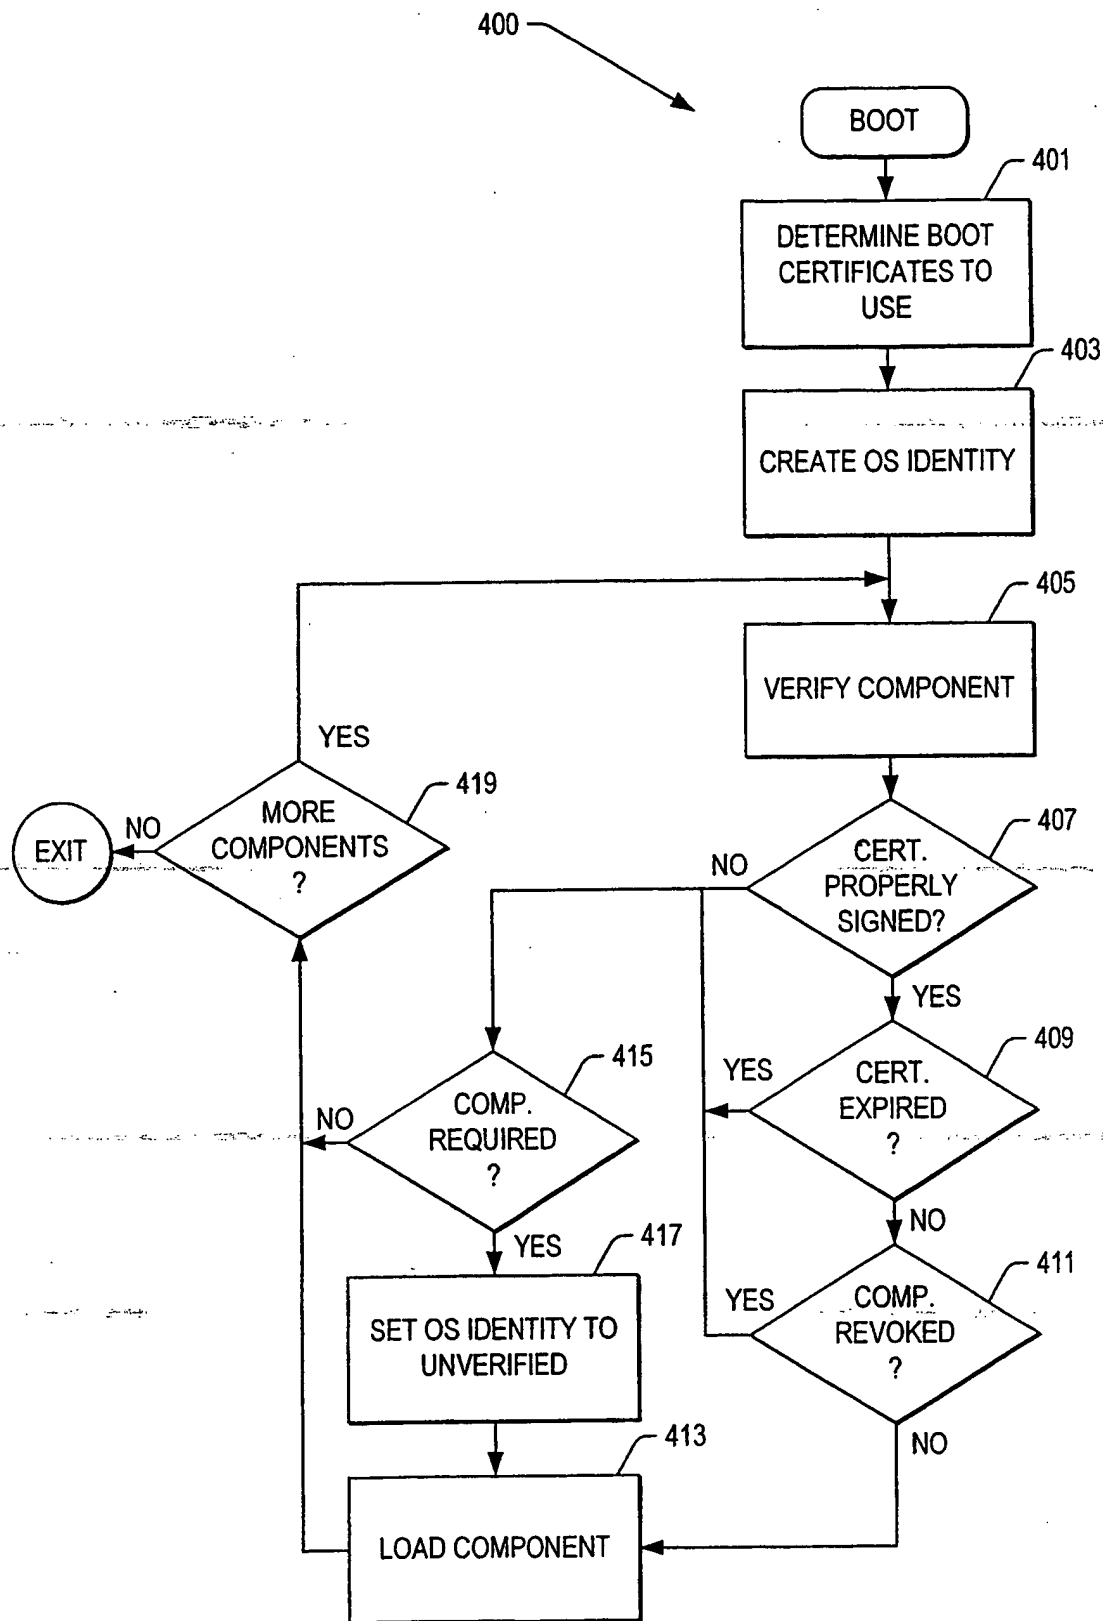 400
BOOT
401
DETERMINE BOOT
CERTIFICATES TO
USE
403
CREATE OS IDENTITY
405
VERIFY COMPONENT
YES
419
MORE
COMPONENTS
?
NO
EXIT
407
CERT.
PROPERLY
SIGNED?
NO
YES
409
CERT.
EXPIRED
?
YES
NO
415
COMP.
REQUIRED
?
NO
YES
411
COMP.
REVOKED
?
YES
NO
417
SET OS IDENTITY TO
UNVERIFIED
413
LOAD COMPONENT